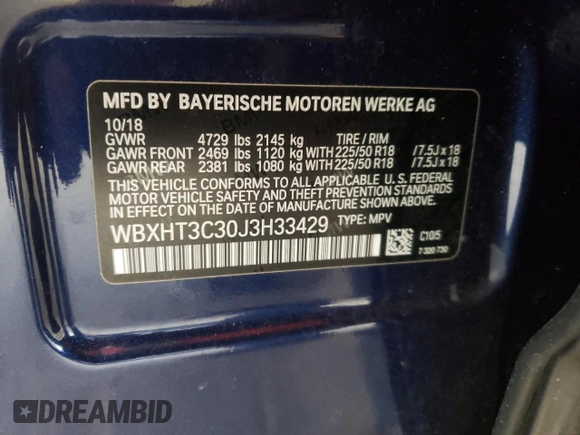 MFD BY BAYERISCHE MOTOREN WERKE AG
10/18
GVWR 4729 lbs 2145 kg TIRE / RIM
GAWR FRONT 2469 lbs 1120 kg WITH 225/50 R18 /7.5J x 18
GAWR REAR 2381 lbs 1080 kg WITH 225/50 R18 /7.5J x 18
THIS VEHICLE CONFORMS TO ALL APPLICABLE U.S. FEDERAL
MOTOR VEHICLE SAFETY, BUMPER, AND THEFT PREVENTION
STANDARDS IN EFFECT ON THE DATE OF MANUFACTURE
SHOWN ABOVE.
WBXHT3C30J3H33429 TYPE: MPV
C10/5
7 320 730
DREAMBID